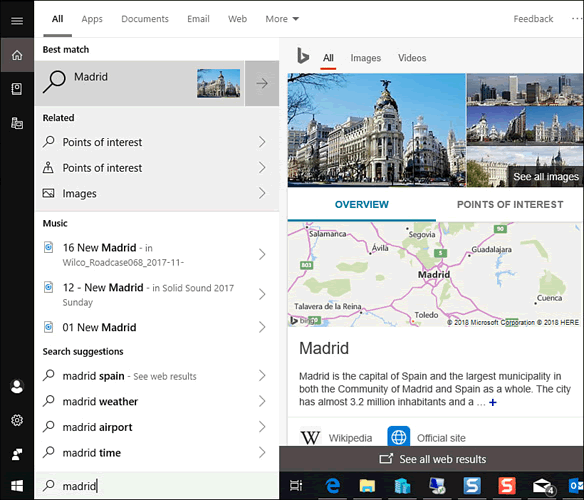 All Apps Documents Email Web More Feedback ...
Best match
Madrid
Related
Points of interest
Points of interest
Images
Music
16 New Madrid - in
Wilco_Roadcase068_2017-11-
12 - New Madrid - in Solid Sound 2017
Sunday
01 New Madrid
Search suggestions
madrid spain - See web results
madrid weather
madrid airport
madrid time
madrid
All Images Videos
See all images
OVERVIEW POINTS OF INTEREST
Salamanca
Segovia
Ávila
Guadalajara
Madrid
803
Cuenca
Talavera de la Reina
Toledo
bing
© 2018 Microsoft Corporation © 2018 HERE
Madrid
Madrid is the capital of Spain and the largest municipality in
both the Community of Madrid and Spain as a whole. The city
has almost 3.2 million inhabitants and a ... +
W Wikipedia Official site
See all web results
S S 4